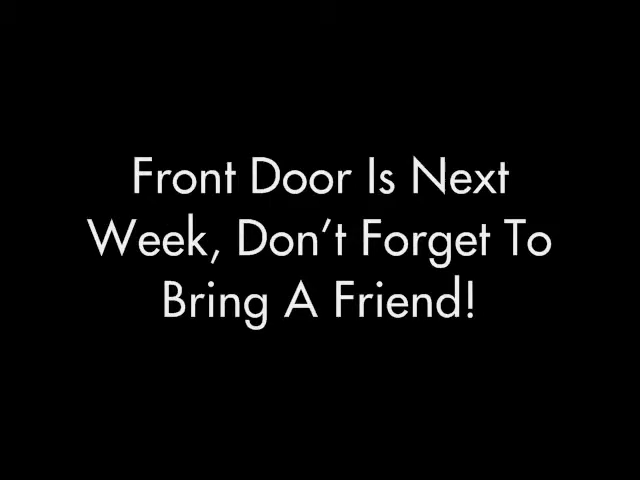 Front Door Is Next
Week, Don’t Forget To
Bring A Friend!